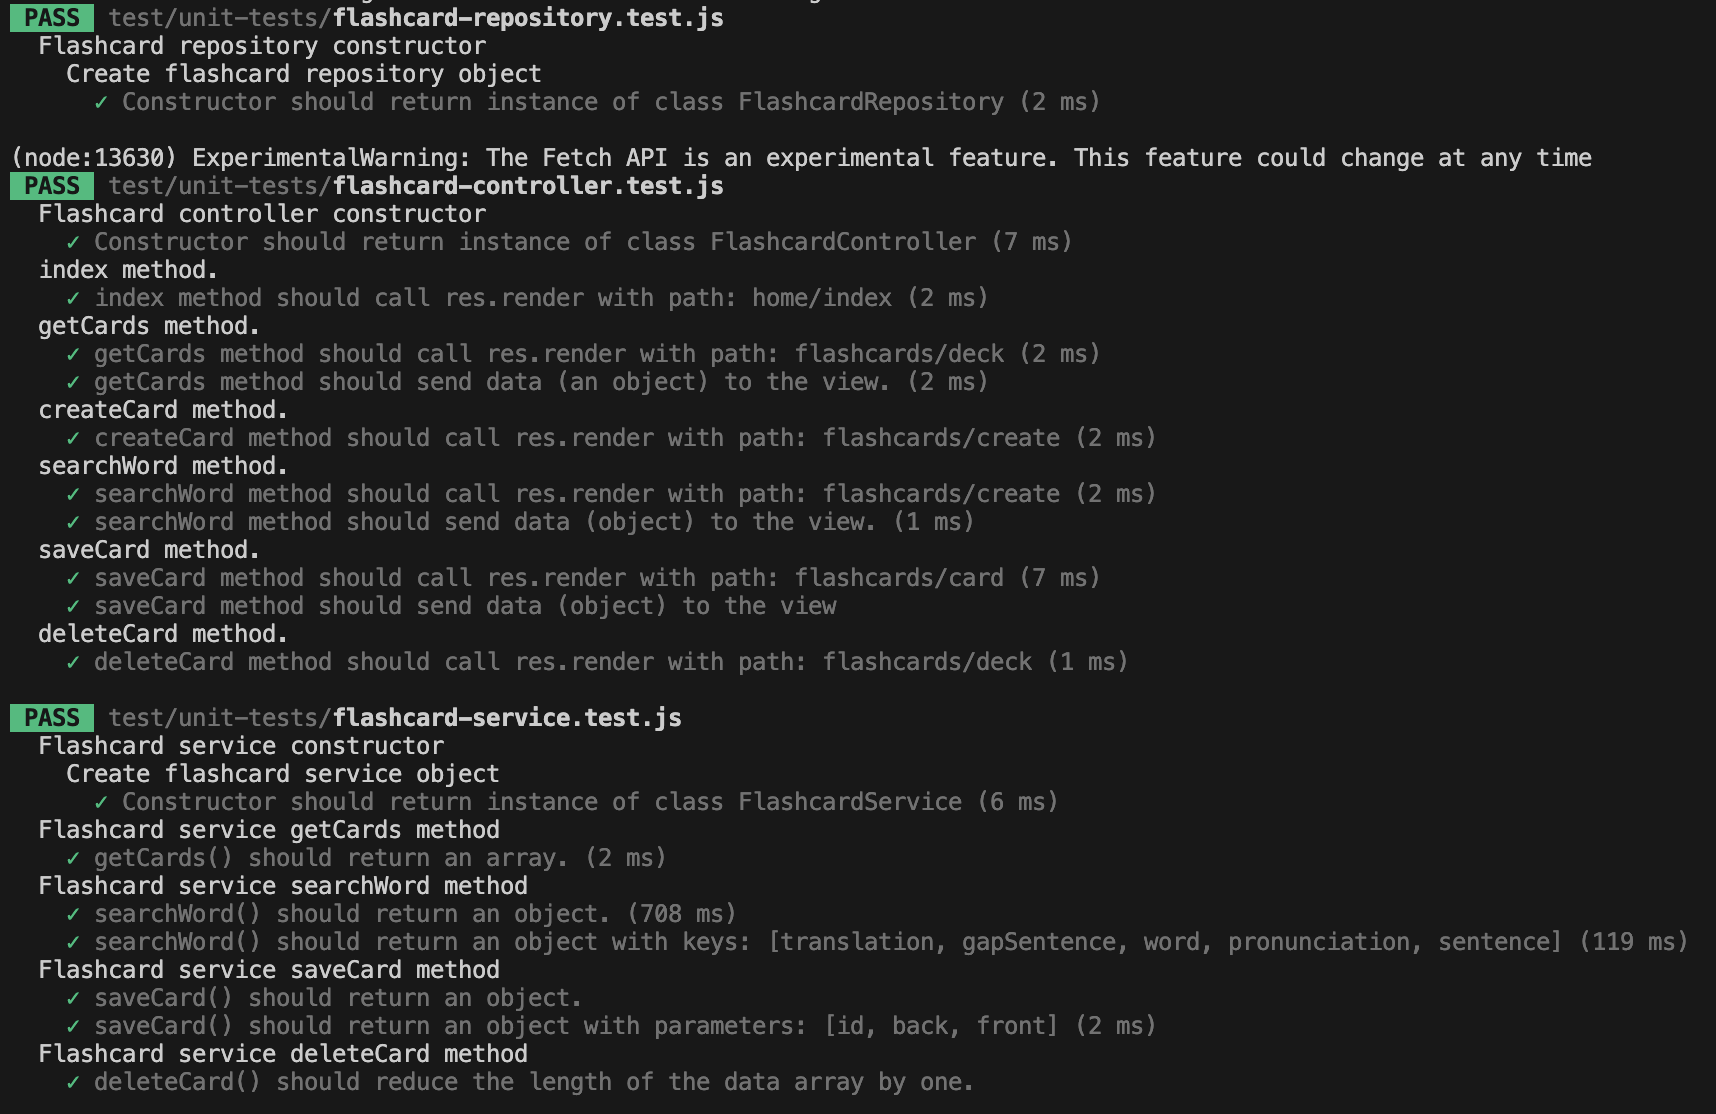 PASS test/unit-tests/flashcard-repository.test.js
Flashcard repository constructor
Create flashcard repository object
✓ Constructor should return instance of class FlashcardRepository (2 ms)
(node:13630) ExperimentalWarning: The Fetch API is an experimental feature. This feature could change at any time
PASS test/unit-tests/flashcard-controller.test.js
Flashcard controller constructor
✓ Constructor should return instance of class FlashcardController (7 ms)
index method.
✓ index method should call res.render with path: home/index (2 ms)
getCards method.
✓ getCards method should call res.render with path: flashcards/deck (2 ms)
✓ getCards method should send data (an object) to the view. (2 ms)
createCard method.
✓ createCard method should call res.render with path: flashcards/create (2 ms)
searchWord method.
✓ searchWord method should call res.render with path: flashcards/create (2 ms)
✓ searchWord method should send data (object) to the view. (1 ms)
saveCard method.
✓ saveCard method should call res.render with path: flashcards/card (7 ms)
✓ saveCard method should send data (object) to the view
deleteCard method.
✓ deleteCard method should call res.render with path: flashcards/deck (1 ms)
PASS test/unit-tests/flashcard-service.test.js
Flashcard service constructor
Create flashcard service object
✓ Constructor should return instance of class FlashcardService (6 ms)
Flashcard service getCards method
✓ getCards() should return an array. (2 ms)
Flashcard service searchWord method
✓ searchWord() should return an object. (708 ms)
✓ searchWord() should return an object with keys: [translation, gapSentence, word, pronunciation, sentence] (119 ms)
Flashcard service saveCard method
✓ saveCard() should return an object.
✓ saveCard() should return an object with parameters: [id, back, front] (2 ms)
Flashcard service deleteCard method
✓ deleteCard() should reduce the length of the data array by one.